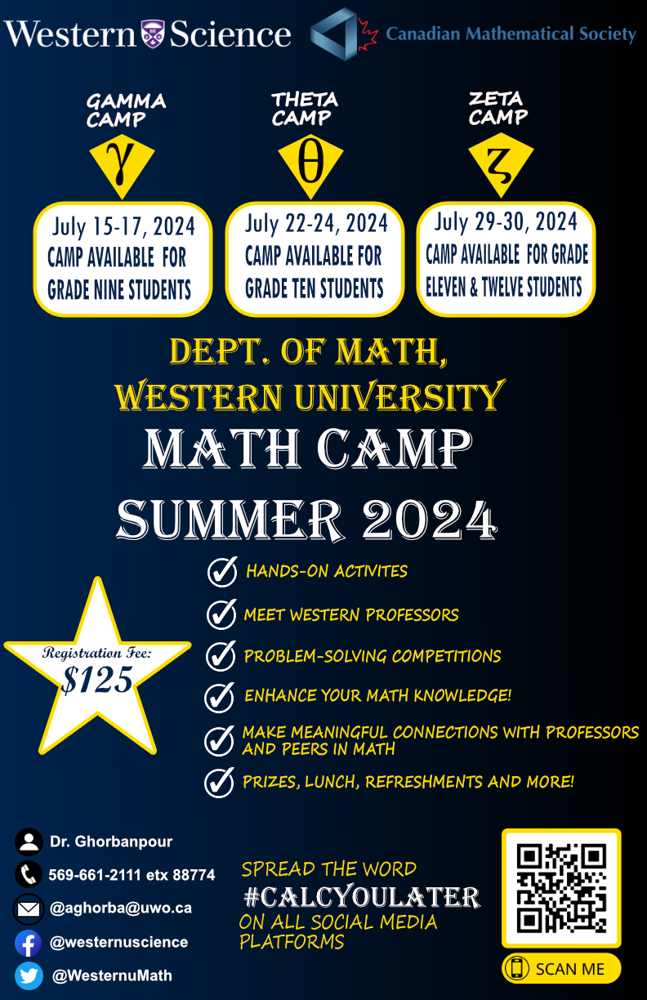 Western Science
Canadian Mathematical Society
GAMMA
CAMP
γ
July 15-17, 2024
CAMP AVAILABLE FOR
GRADE NINE STUDENTS
THETA
CAMP
θ
July 22-24, 2024
CAMP AVAILABLE FOR
GRADE TEN STUDENTS
ZETA
CAMP
ζ
July 29-30, 2024
CAMP AVAILABLE FOR GRADE
ELEVEN & TWELVE STUDENTS
DEPT. OF MATH,
WESTERN UNIVERSITY
MATH CAMP
SUMMER 2024
Registration Fee:
$125
HANDS-ON ACTIVITES
MEET WESTERN PROFESSORS
PROBLEM-SOLVING COMPETITIONS
ENHANCE YOUR MATH KNOWLEDGE!
MAKE MEANINGFUL CONNECTIONS WITH PROFESSORS
AND PEERS IN MATH
PRIZES, LUNCH, REFRESHMENTS AND MORE!
Dr. Ghorbanpour
569-661-2111 etx 88774
@aghorba@uwo.ca
@westernuscience
@WesternuMath
SPREAD THE WORD
#CALCYOULATER
ON ALL SOCIAL MEDIA
PLATFORMS
SCAN ME